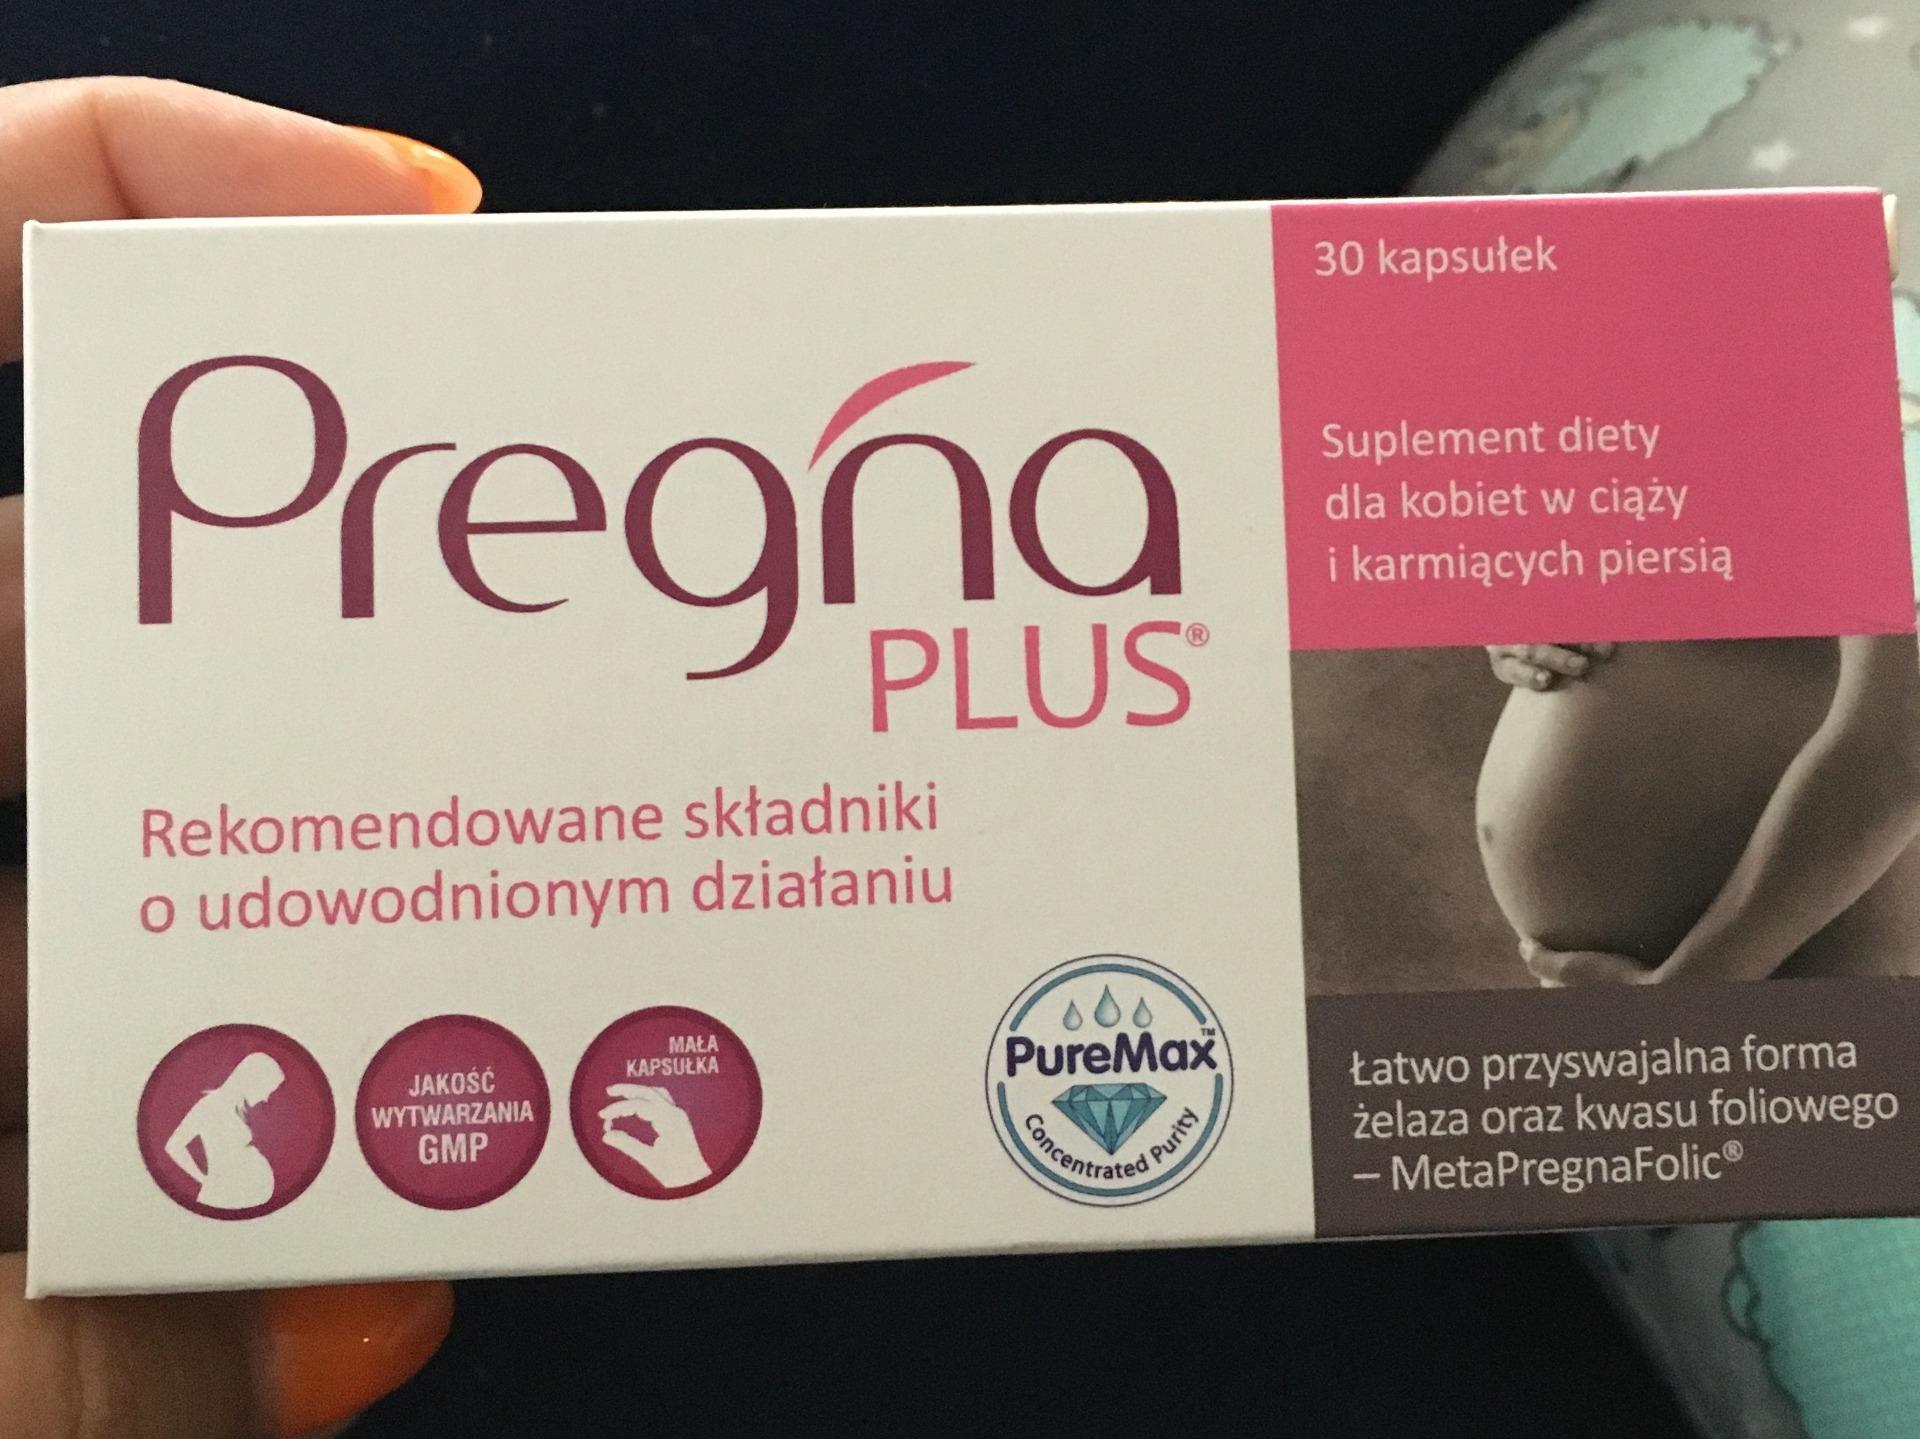 Pregna
PLUS®
Rekomendowane składniki
o udowodnionym działaniu
JAKOŚĆ
WYTWARZANIA
GMP
MAŁA
KAPSUŁKA
PureMax™
Concentrated Purity
30 kapsułek
Suplement diety
dla kobiet w ciąży
i karmiących piersią
Łatwo przyswajalna forma
żelaza oraz kwasu foliowego
– MetaPregnaFolic®